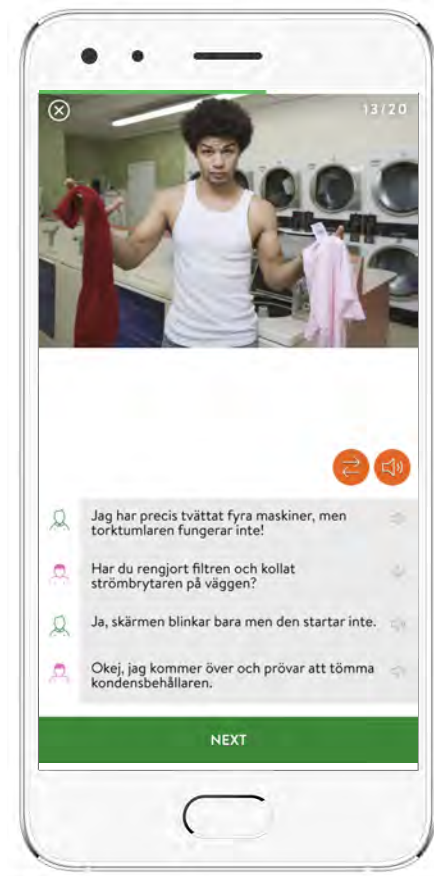 13/20
Jag har precis tvättat fyra maskiner, men
torktumlaren fungerar inte!
Har du rengjort filtren och kollat
strömbrytaren på väggen?
Ja, skärmen blinkar bara men den startar inte.
Okej, jag kommer över och prövar att tömma
kondensbehållaren.
NEXT